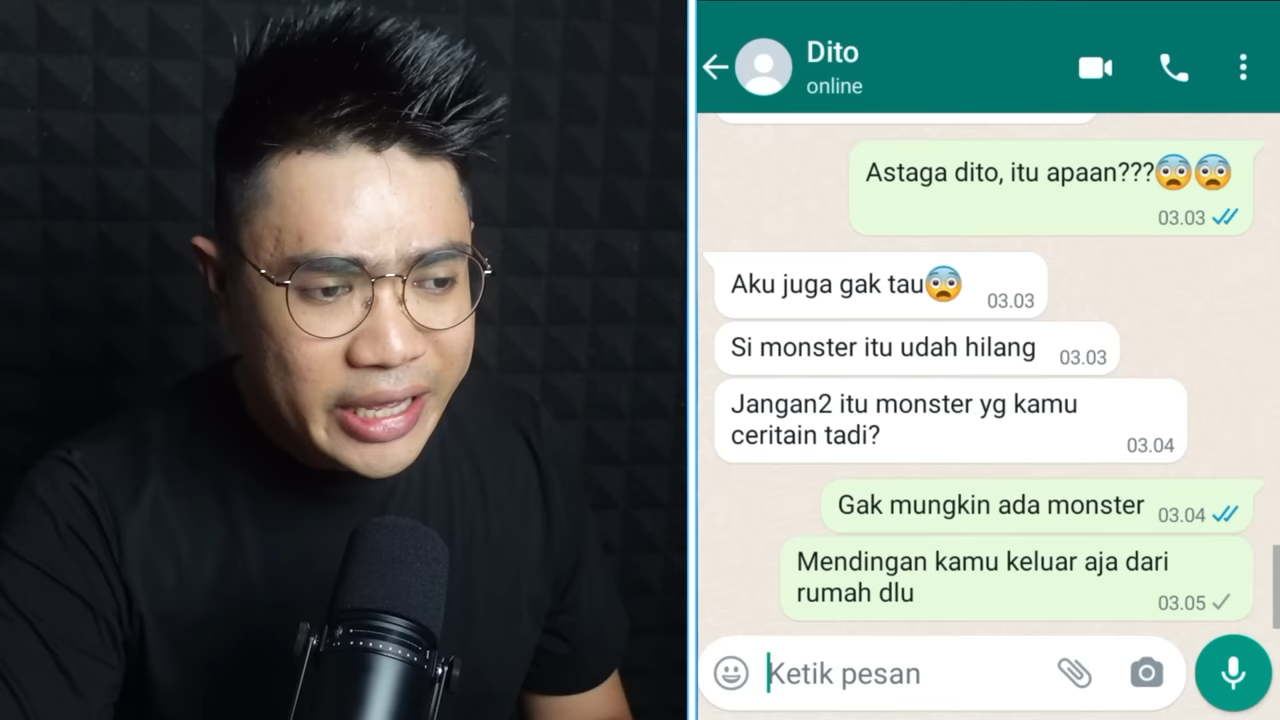 Dito
online
Astaga dito, itu apaan???😨😨
03.03
Aku juga gak tau😨
03.03
Si monster itu udah hilang
03.03
Jangan2 itu monster yg kamu
ceritain tadi?
03.04
Gak mungkin ada monster
03.04
Mendingan kamu keluar aja dari
rumah dlu
03.05
Ketik pesan